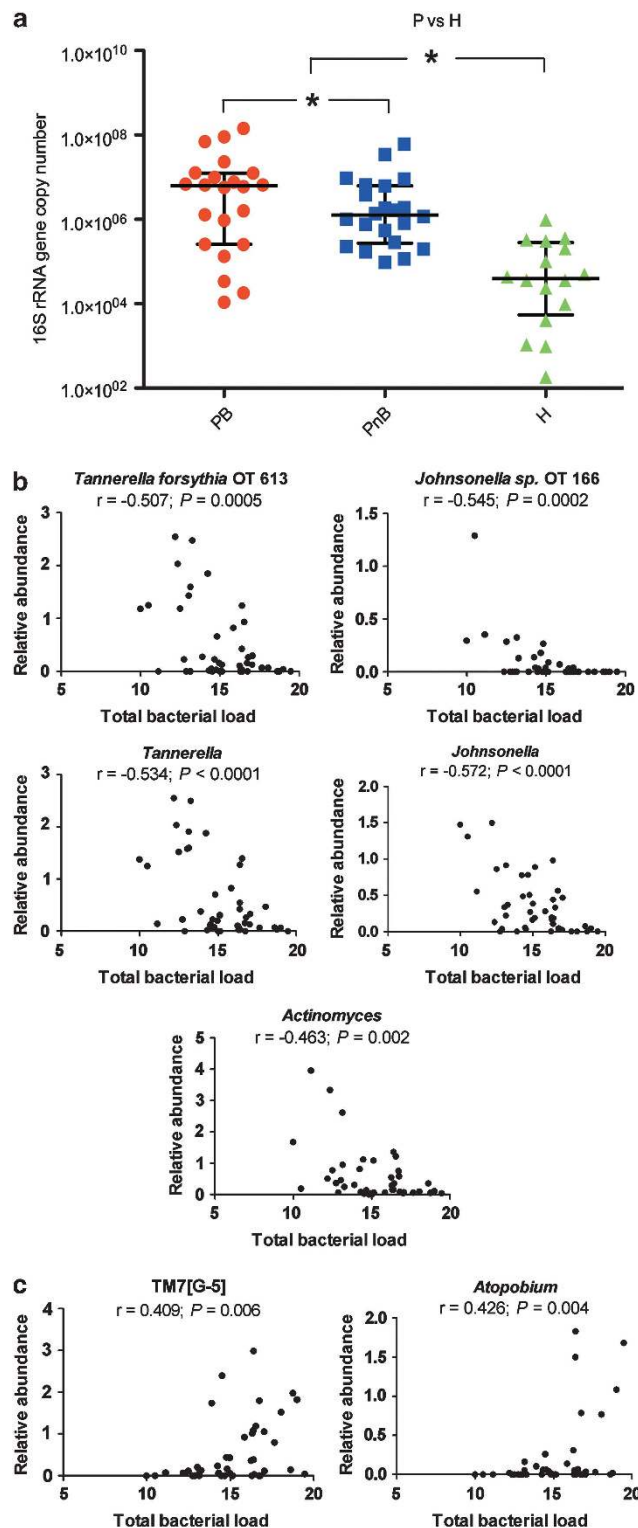 a
P vs H
1.0×10^10
1.0×10^08
1.0×10^06
1.0×10^04
1.0×10^02
16S rRNA gene copy number
*
*
PB PnB H
b
Tannerella forsythia OT 613
r = -0.507; P = 0.0005
3
2
1
0
Relative abundance
5 10 15 20
Total bacterial load
Johnsonella sp. OT 166
r = -0.545; P = 0.0002
1.5
1.0
0.5
0.0
Relative abundance
5 10 15 20
Total bacterial load
Tannerella
r = -0.534; P < 0.0001
3
2
1
0
Relative abundance
5 10 15 20
Total bacterial load
Johnsonella
r = -0.572; P < 0.0001
2.0
1.5
1.0
0.5
0.0
Relative abundance
5 10 15 20
Total bacterial load
Actinomyces
r = -0.463; P = 0.002
5
4
3
2
1
0
Relative abundance
5 10 15 20
Total bacterial load
c
TM7[G-5]
r = 0.409; P = 0.006
4
3
2
1
0
Relative abundance
5 10 15 20
Total bacterial load
Atopobium
r = 0.426; P = 0.004
2.0
1.5
1.0
0.5
0.0
Relative abundance
5 10 15 20
Total bacterial load